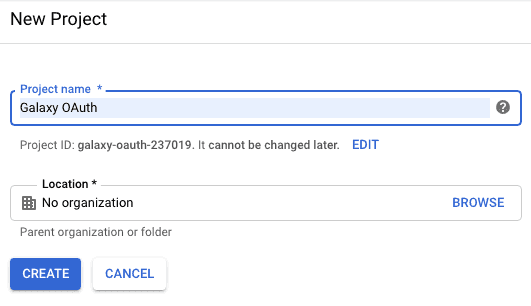 New Project
Project name *
Galaxy OAuth
Project ID: galaxy-oauth-237019. It cannot be changed later. EDIT
Location *
No organization BROWSE
Parent organization or folder
CREATE CANCEL